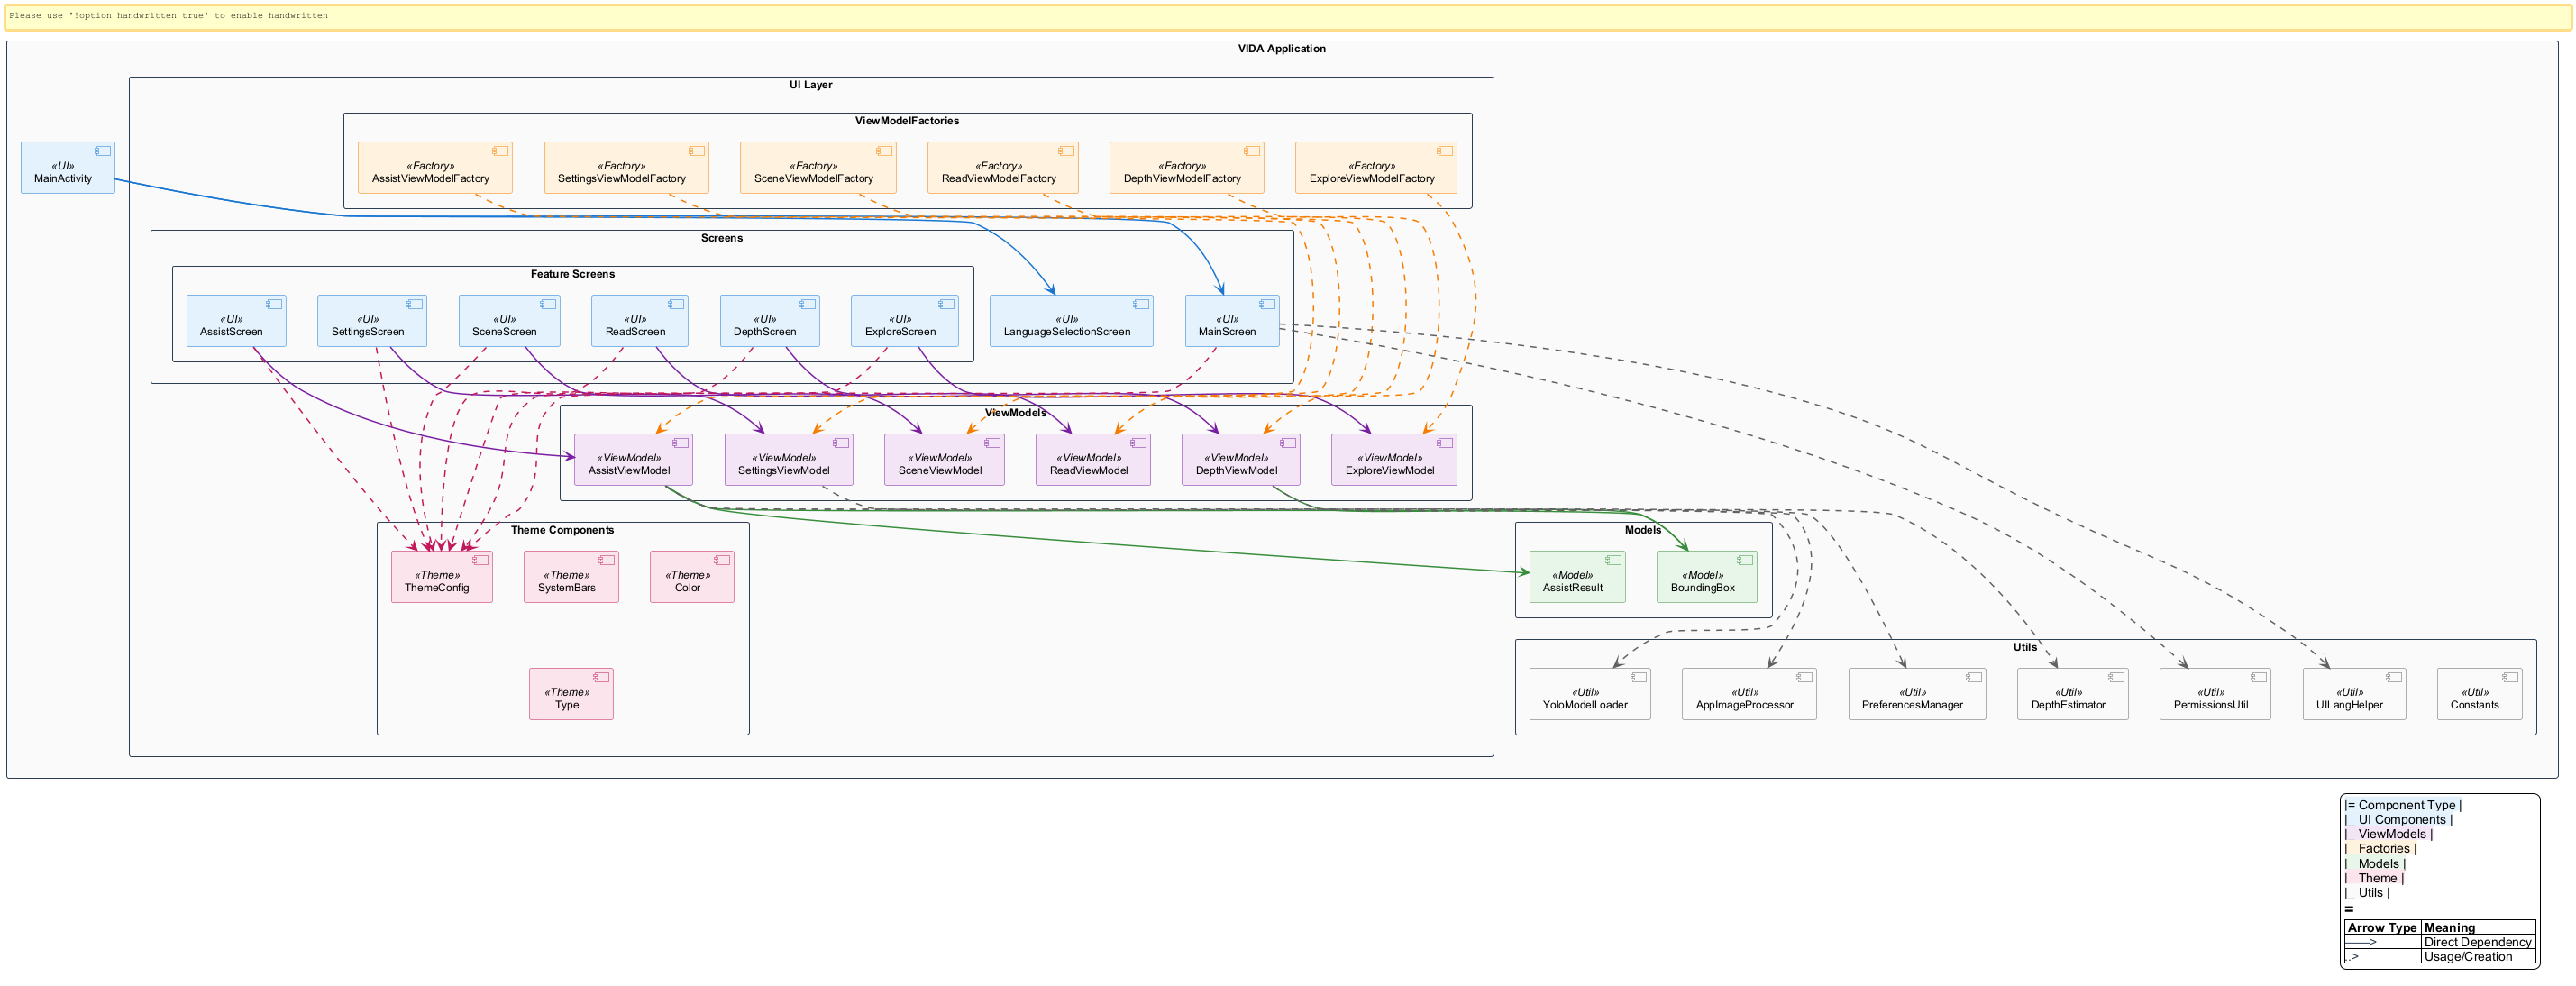 Please use '!option handwritten true' to enable handwritten
VIDA Application
UI Layer
ViewModelFactories
«UI»
MainActivity
«Factory»
AssistViewModelFactory
«Factory»
SettingsViewModelFactory
«Factory»
SceneViewModelFactory
«Factory»
ReadViewModelFactory
«Factory»
DepthViewModelFactory
«Factory»
ExploreViewModelFactory
Screens
Feature Screens
«UI»
AssistScreen
«UI»
SettingsScreen
«UI»
SceneScreen
«UI»
ReadScreen
«UI»
DepthScreen
«UI»
ExploreScreen
«UI»
LanguageSelectionScreen
«UI»
MainScreen
ViewModels
«ViewModel»
AssistViewModel
«ViewModel»
SettingsViewModel
«ViewModel»
SceneViewModel
«ViewModel»
ReadViewModel
«ViewModel»
DepthViewModel
«ViewModel»
ExploreViewModel
Theme Components
«Theme»
ThemeConfig
«Theme»
SystemBars
«Theme»
Color
«Theme»
Type
Models
«Model»
AssistResult
«Model»
BoundingBox
Utils
«Util»
YoloModelLoader
«Util»
AppImageProcessor
«Util»
PreferencesManager
«Util»
DepthEstimator
«Util»
PermissionsUtil
«Util»
UILangHelper
«Util»
Constants
|= Component Type |
|_ UI Components |
|_ ViewModels |
|_ Factories |
|_ Models |
|_ Theme |
|_ Utils |
=
Arrow Type Meaning
——> Direct Dependency
..> Usage/Creation